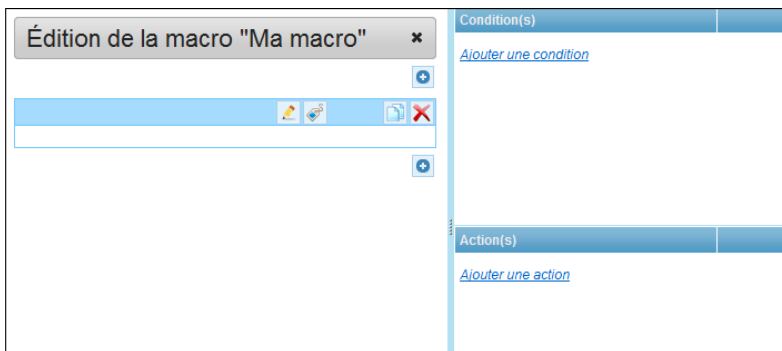 Édition de la macro "Ma macro"
Condition(s)
Ajouter une condition
Action(s)
Ajouter une action